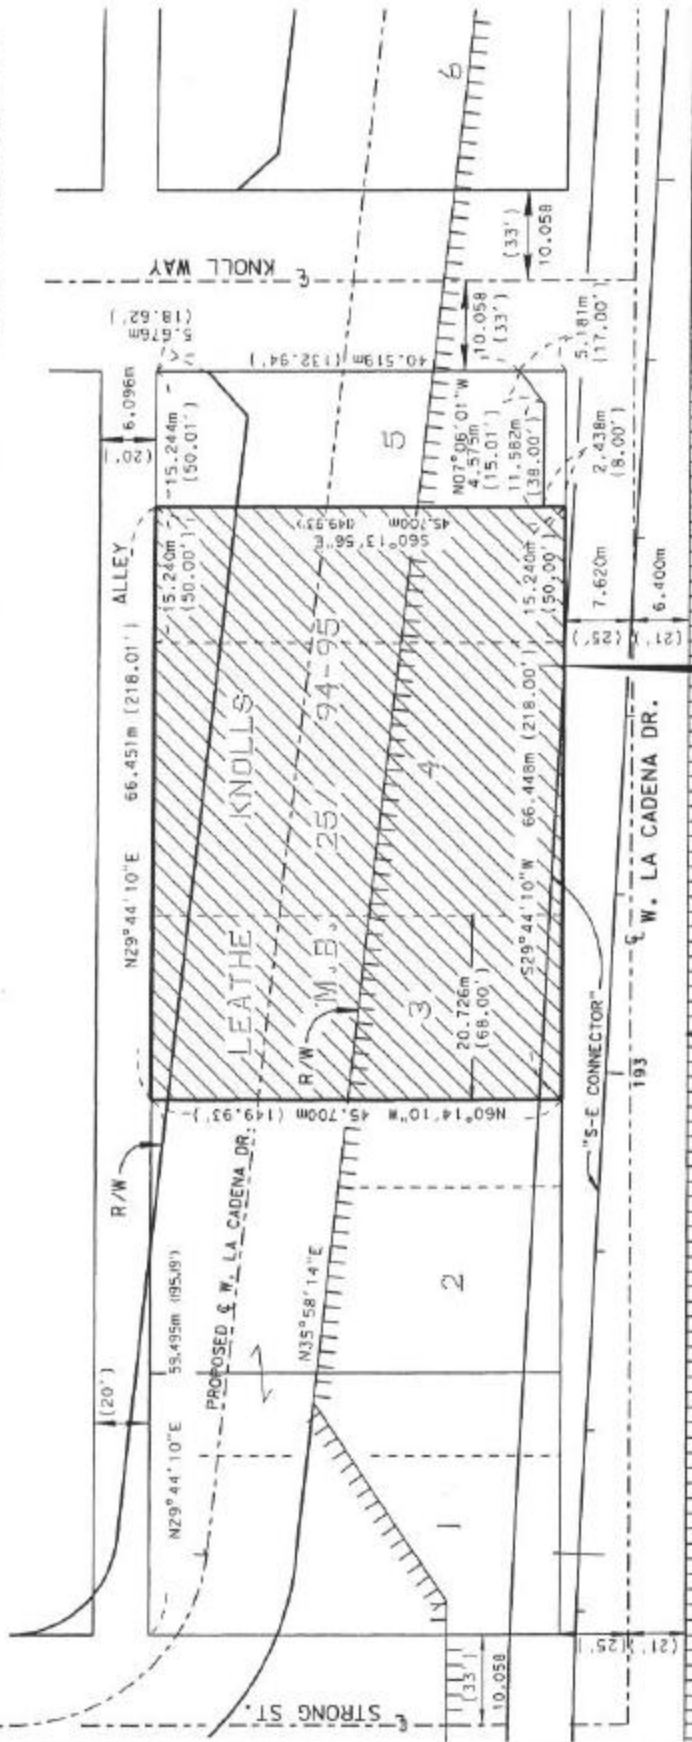 6
℄ KNOLL WAY
(33')
10.058
10.058
(33')
5.676m
(18.62')
40.519m (132.94')
5.181m
(17.00')
6.096m
(20')
15.244m
(50.01')
5
N07°06'01"W
4.575m
(15.01')
11.582m
(38.00')
2.438m
(8.00')
ALLEY
15.240m
(50.00')
S60°13'56"E
45.700m (149.93')
15.240m
(50.00')
7.620m
(25')
6.400m
(21')
N29°44'10"E 66.451m (218.01')
LEATHE KNOLLS
M.B. 25 94-95
4
S29°44'10"W 66.448m (218.00')
R/W
3
20.726m
(68.00')
℄ W. LA CADENA DR.
"S-E CONNECTOR"
193
N60°14'10"W 45.700m (149.93')
R/W
PROPOSED ℄ W. LA CADENA DR.
N35°58'14"E
2
N29°44'10"E 59.495m (195.19')
(20')
1
(33')
10.058
(25')
(21')
℄ STRONG ST.